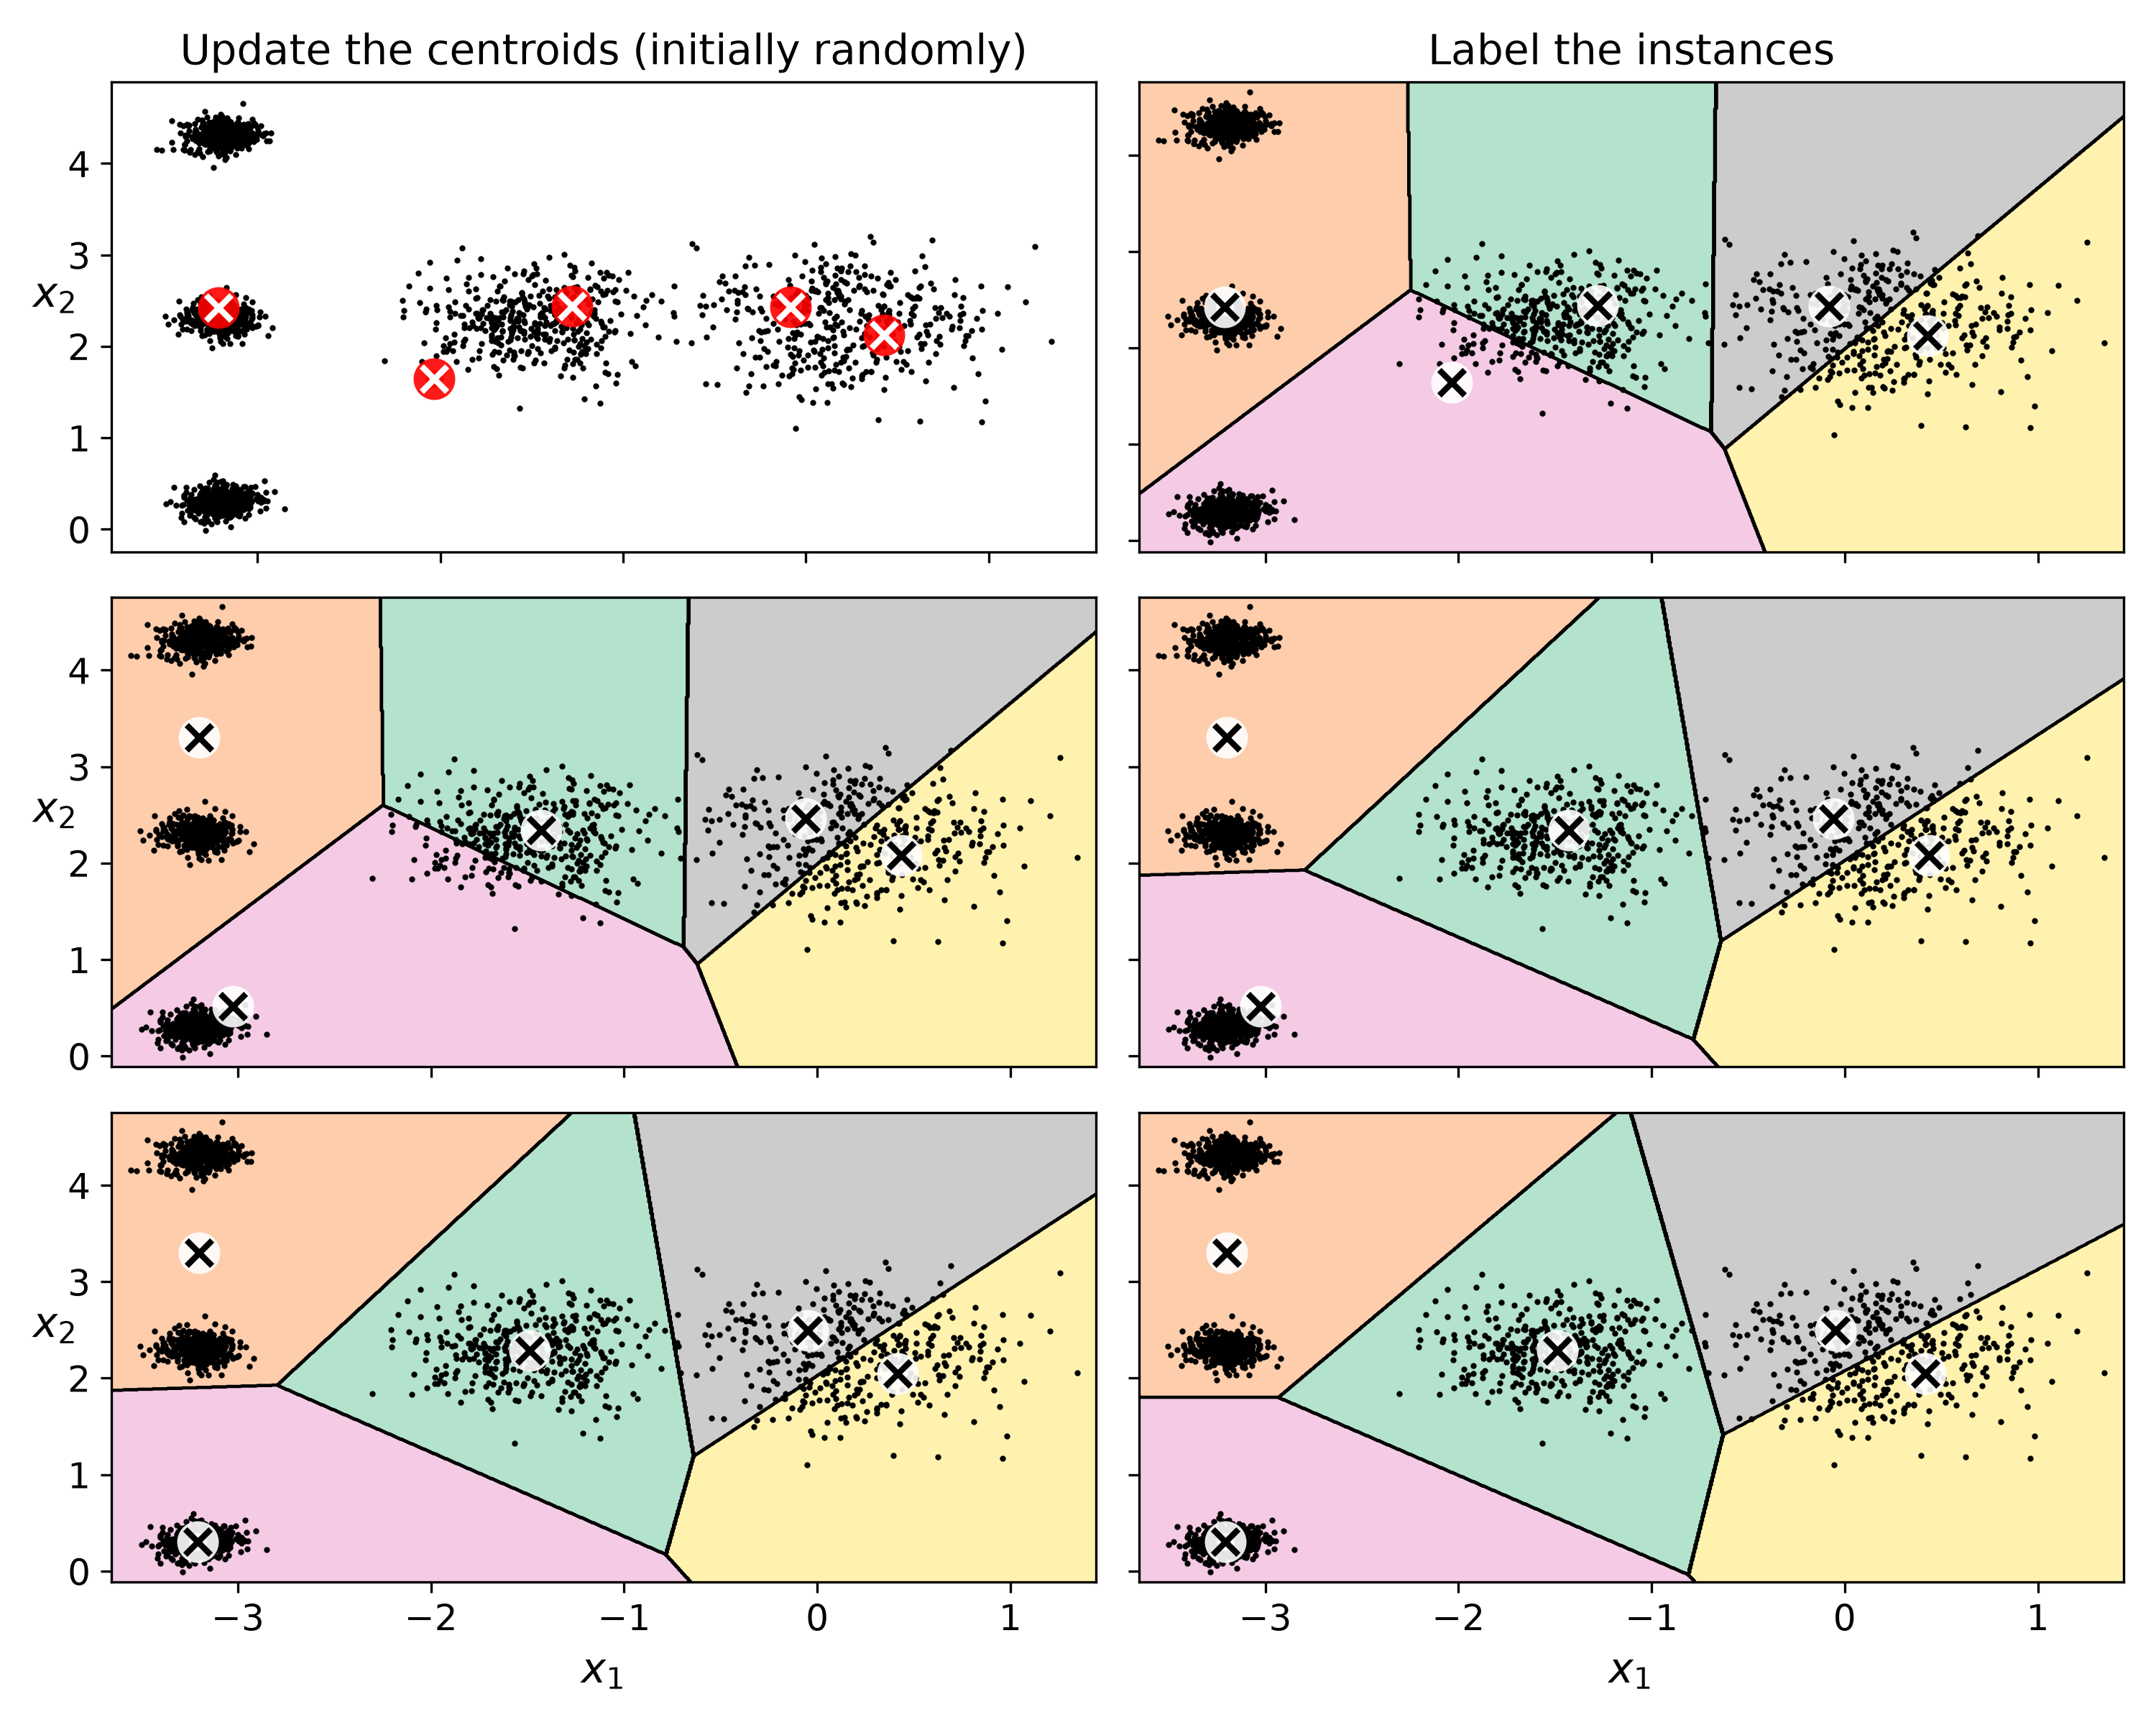 Update the centroids (initially randomly)
Label the instances
4
3
x₂
2
1
0
4
3
x₂
2
1
0
4
3
x₂
2
1
0
−3 −2 −1 0 1
−3 −2 −1 0 1
x₁
x₁